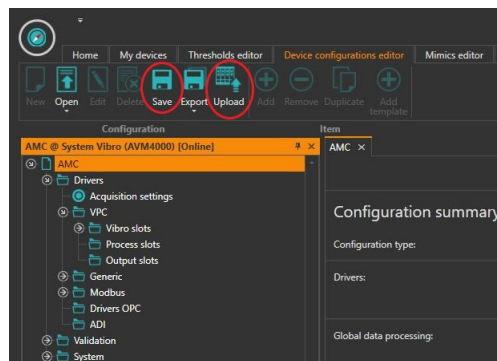 Home My devices Thresholds editor Device configurations editor Mimics editor
New Open Edit Delete Save Export Upload Add Remove Duplicate Add template
Configuration Item
AMC @ System Vibro (AVM4000) [Online] AMC
AMC
Drivers
Acquisition settings
VPC
Vibro slots
Process slots
Output slots
Generic
Modbus
Drivers OPC
ADI
Validation
System
Configuration summary
Configuration type:
Drivers:
Global data processing: